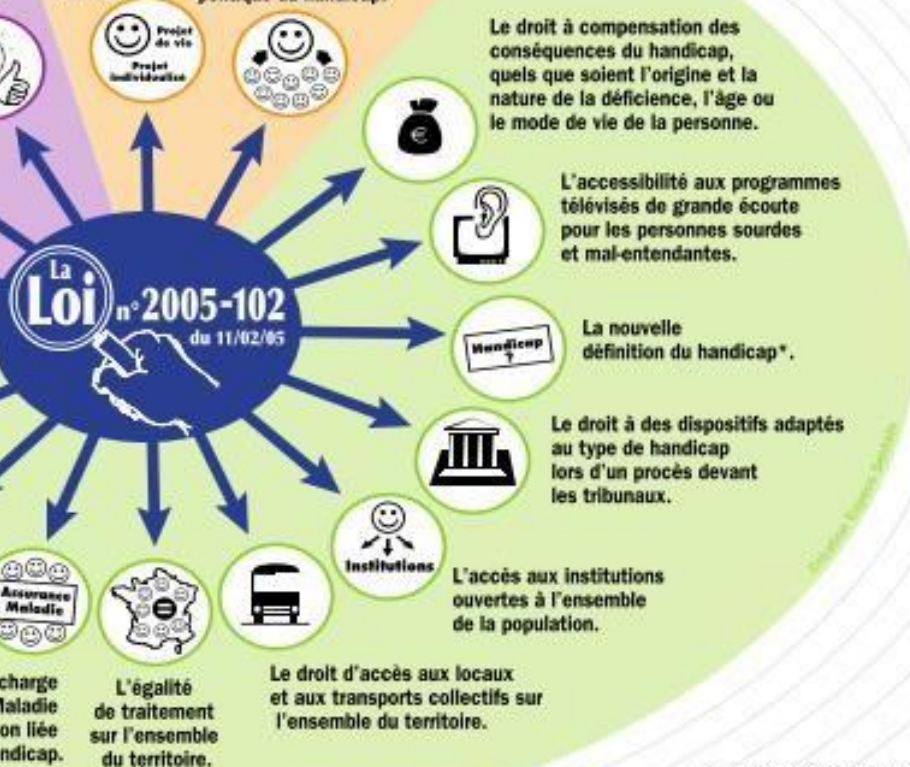 politique du handicap.
Projet
de vie
Projet
individualisé
Le droit à compensation des
conséquences du handicap,
quels que soient l'origine et la
nature de la déficience, l'âge ou
le mode de vie de la personne.
€
L'accessibilité aux programmes
télévisés de grande écoute
pour les personnes sourdes
et mal-entendantes.
La
Loi n° 2005-102
du 11/02/05
Handicap
?
La nouvelle
définition du handicap*.
Le droit à des dispositifs adaptés
au type de handicap
lors d'un procès devant
les tribunaux.
Institutions
L'accès aux institutions
ouvertes à l'ensemble
de la population.
Assurance
Maladie
Le droit d'accès aux locaux
et aux transports collectifs sur
l'ensemble du territoire.
L'égalité
de traitement
sur l'ensemble
du territoire.
charge
Maladie
on liée
ndicap.